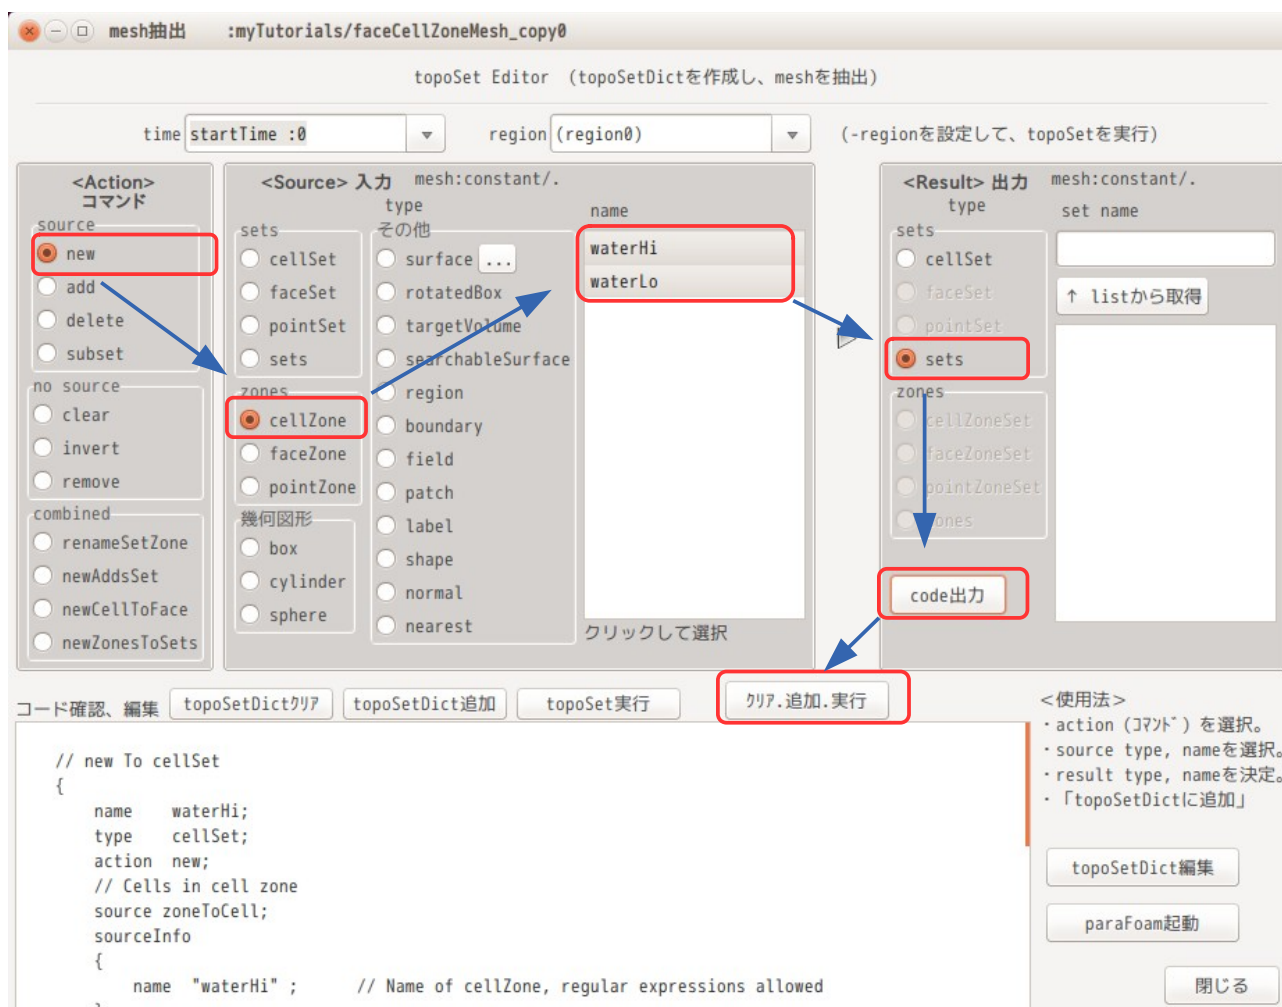 mesh抽出 :myTutorials/faceCellZoneMesh_copy0
topoSet Editor (topoSetDictを作成し、meshを抽出)
time startTime :0 region (region0) (-regionを設定して、topoSetを実行)
<Action>
コマンド
source
new
add
delete
subset
no source
clear
invert
remove
combined
renameSetZone
newAddsSet
newCellToFace
newZonesToSets
<Source> 入力 mesh:constant/.
type
sets
cellSet
faceSet
pointSet
sets
zones
cellZone
faceZone
pointZone
幾何図形
box
cylinder
sphere
その他
surface ...
rotatedBox
targetVolume
searchableSurface
region
boundary
field
patch
label
shape
normal
nearest
name
waterHi
waterLo
クリックして選択
<Result> 出力 mesh:constant/.
type
sets
cellSet
faceSet
pointSet
sets
zones
cellZoneSet
faceZoneSet
pointZoneSet
zones
code出力
set name
↑ listから取得
コード確認、編集 topoSetDictｸﾘｱ topoSetDict追加 topoSet実行 ｸﾘｱ.追加.実行
// new To cellSet
{
name waterHi;
type cellSet;
action new;
// Cells in cell zone
source zoneToCell;
sourceInfo
{
name "waterHi" ; // Name of cellZone, regular expressions allowed
<使用法>
・action (ｺﾏﾝﾄﾞ) を選択。
・source type, nameを選択。
・result type, nameを決定。
・「topoSetDictに追加」
topoSetDict編集
paraFoam起動
閉じる